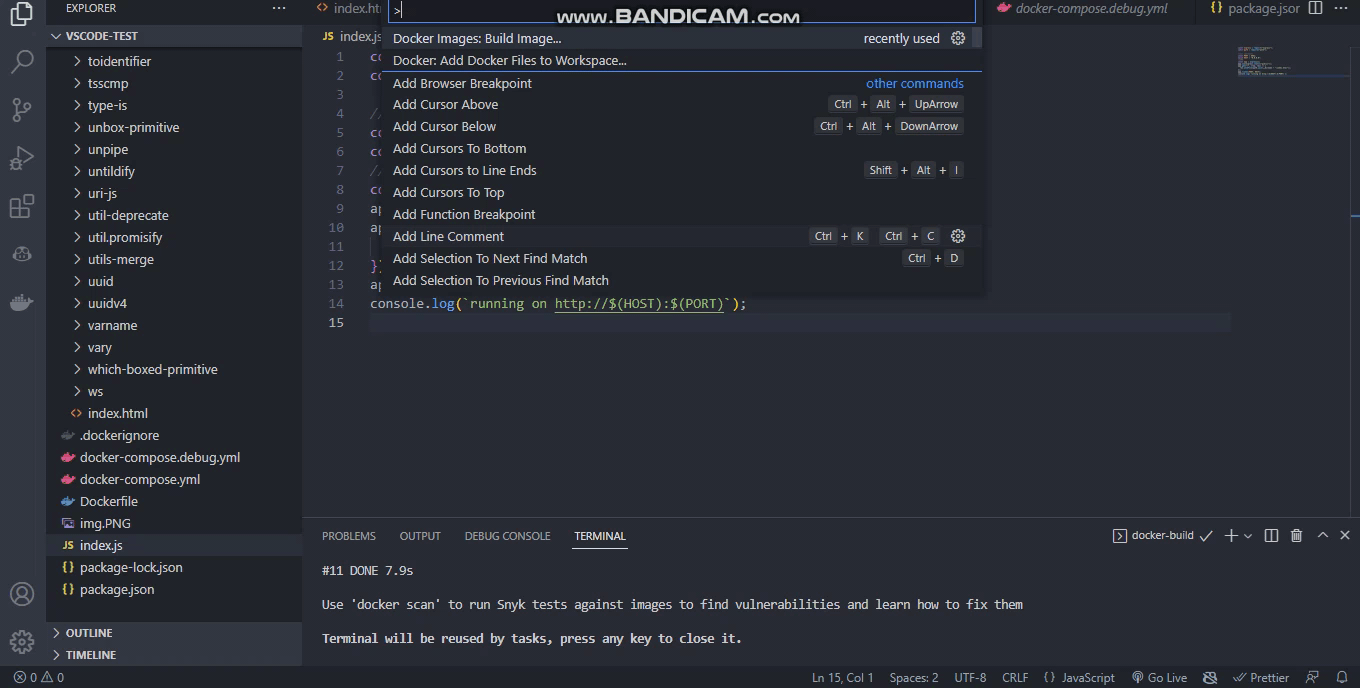 EXPLORER
index.ht
>
www.BANDICAM.com
docker-compose.debug.yml
package.jsor
VSCODE-TEST
JS index.js
Docker Images: Build Image... recently used
Docker: Add Docker Files to Workspace...
Add Browser Breakpoint other commands
Add Cursor Above Ctrl + Alt + UpArrow
Add Cursor Below Ctrl + Alt + DownArrow
Add Cursors To Bottom
Add Cursors to Line Ends Shift + Alt + I
Add Cursors To Top
Add Function Breakpoint
Add Line Comment Ctrl + K Ctrl + C
Add Selection To Next Find Match Ctrl + D
Add Selection To Previous Find Match
toidentifier
tsscmp
type-is
unbox-primitive
unpipe
untildify
uri-js
util-deprecate
util.promisify
utils-merge
uuid
uuidv4
varname
vary
which-boxed-primitive
ws
index.html
.dockerignore
docker-compose.debug.yml
docker-compose.yml
Dockerfile
img.PNG
JS index.js
{} package-lock.json
{} package.json
OUTLINE
TIMELINE
1 co
2 co
3
4 //
5 co
6 co
7 //
8 co
9 ap
10 ap
11
12 })
13 ap
14 console.log(`running on http://$(HOST):$(PORT)`);
15
PROBLEMS OUTPUT DEBUG CONSOLE TERMINAL docker-build
#11 DONE 7.9s
Use 'docker scan' to run Snyk tests against images to find vulnerabilities and learn how to fix them
Terminal will be reused by tasks, press any key to close it.
0 0 Ln 15, Col 1 Spaces: 2 UTF-8 CRLF {} JavaScript Go Live Prettier